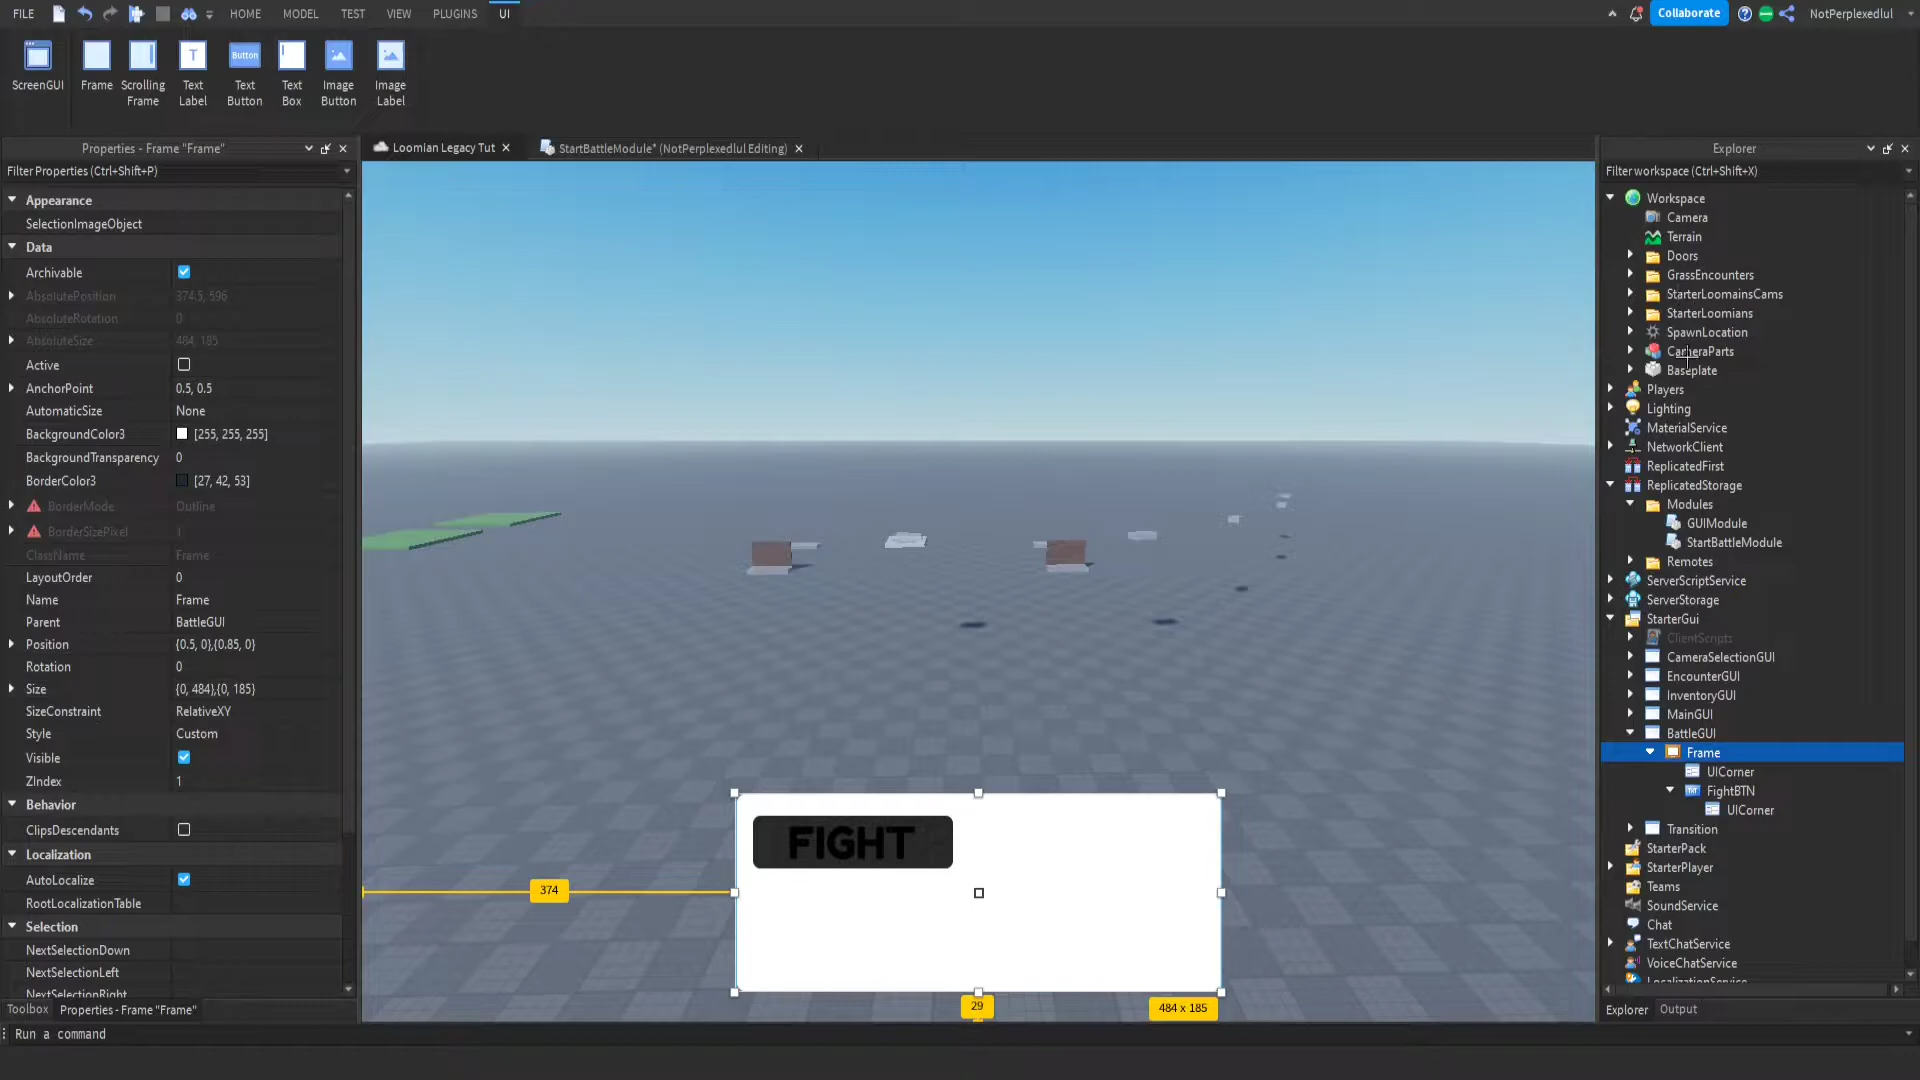 FILE HOME MODEL TEST VIEW PLUGINS UI Collaborate NotPerplexedlul
ScreenGUI Frame Scrolling Frame Text Label Text Button Button Text Box Image Button Image Label
Properties - Frame "Frame"
Filter Properties (Ctrl+Shift+P)
Appearance
SelectionImageObject
Data
Archivable
AbsolutePosition 374.5, 596
AbsoluteRotation 0
AbsoluteSize 484, 185
Active
AnchorPoint 0.5, 0.5
AutomaticSize None
BackgroundColor3 [255, 255, 255]
BackgroundTransparency 0
BorderColor3 [27, 42, 53]
BorderMode Outline
BorderSizePixel 1
ClassName Frame
LayoutOrder 0
Name Frame
Parent BattleGUI
Position {0.5, 0},{0.85, 0}
Rotation 0
Size {0, 484},{0, 185}
SizeConstraint RelativeXY
Style Custom
Visible
ZIndex 1
Behavior
ClipsDescendants
Localization
AutoLocalize
RootLocalizationTable
Selection
NextSelectionDown
NextSelectionLeft
NextSelectionRight
Toolbox Properties - Frame "Frame"
Run a command
Loomian Legacy Tut StartBattleModule* (NotPerplexedlul Editing)
FIGHT
374
29
484 x 185
Explorer
Filter workspace (Ctrl+Shift+X)
Workspace
Camera
Terrain
Doors
GrassEncounters
StarterLoomainsCams
StarterLoomians
SpawnLocation
CameraParts
Baseplate
Players
Lighting
MaterialService
NetworkClient
ReplicatedFirst
ReplicatedStorage
Modules
GUIModule
StartBattleModule
Remotes
ServerScriptService
ServerStorage
StarterGui
ClientScripts
CameraSelectionGUI
EncounterGUI
InventoryGUI
MainGUI
BattleGUI
Frame
UICorner
FightBTN
UICorner
Transition
StarterPack
StarterPlayer
Teams
SoundService
Chat
TextChatService
VoiceChatService
LocalizationService
Explorer Output